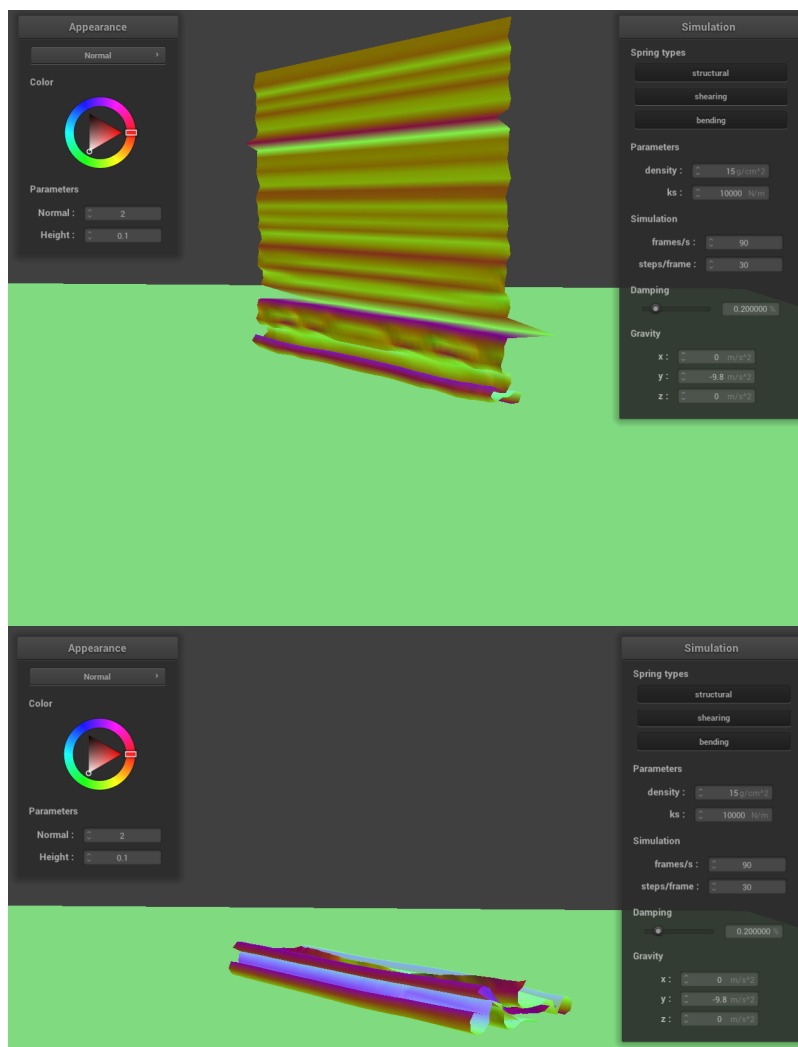 Appearance
Normal
Color
Parameters
Normal : 2
Height : 0.1
Simulation
Spring types
structural
shearing
bending
Parameters
density : 15 g/cm^2
ks : 10000 N/m
Simulation
frames/s : 90
steps/frame : 30
Damping
0.200000 %
Gravity
x : 0 m/s^2
y : -9.8 m/s^2
z : 0 m/s^2
Appearance
Normal
Color
Parameters
Normal : 2
Height : 0.1
Simulation
Spring types
structural
shearing
bending
Parameters
density : 15 g/cm^2
ks : 10000 N/m
Simulation
frames/s : 90
steps/frame : 30
Damping
0.200000 %
Gravity
x : 0 m/s^2
y : -9.8 m/s^2
z : 0 m/s^2